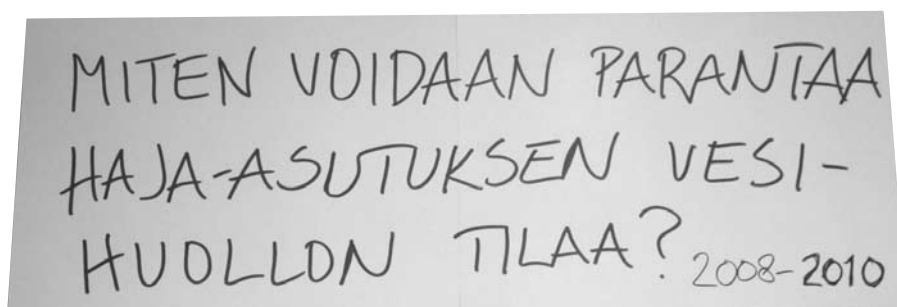 MITEN VOIDAAN PARANTAA
HAJA-ASUTUKSEN VESI-
HUOLLON TILAA? 2008-2010